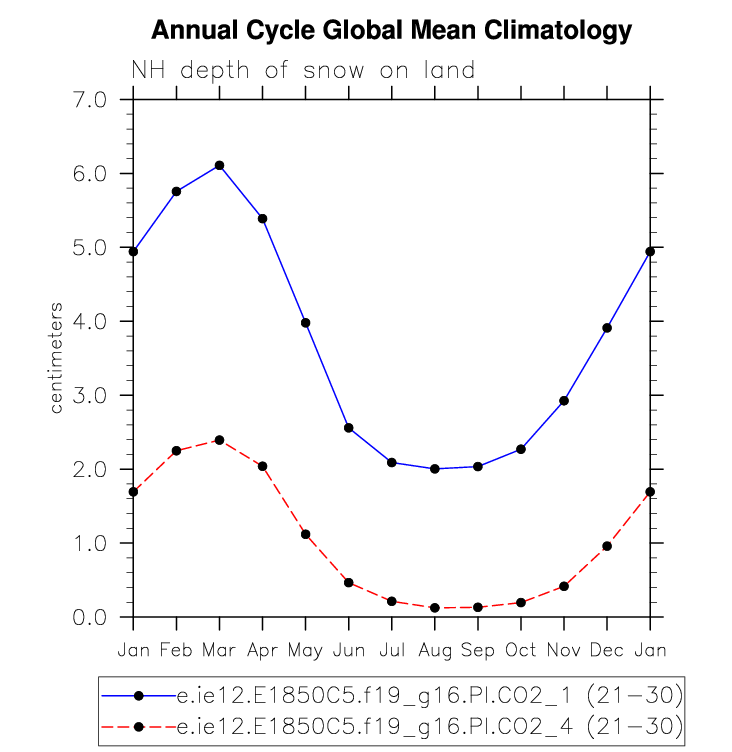 Annual Cycle Global Mean Climatology
NH depth of snow on land
7.0
6.0
5.0
4.0
3.0
2.0
1.0
0.0
centimeters
Jan Feb Mar Apr May Jun Jul Aug Sep Oct Nov Dec Jan
e.ie12.E1850C5.f19_g16.PI.CO2_1 (21-30)
e.ie12.E1850C5.f19_g16.PI.CO2_4 (21-30)